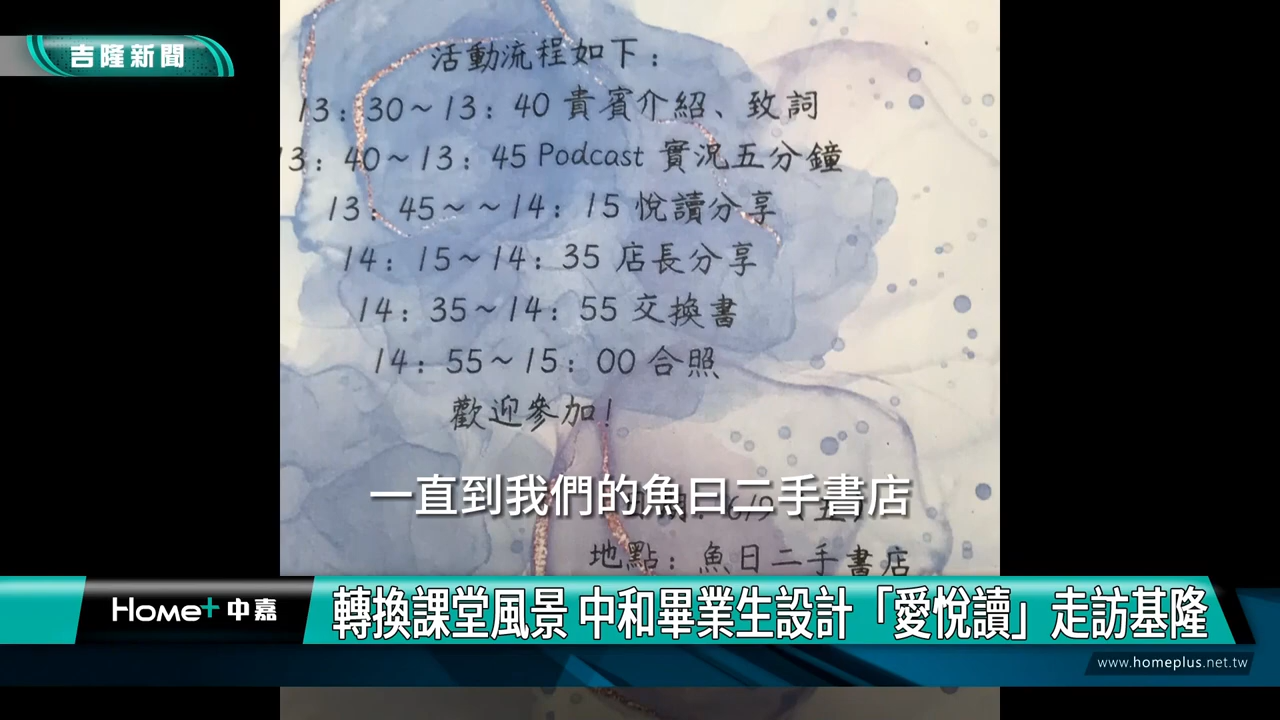 吉隆新聞
活動流程如下：
13：30～13：40 貴賓介紹、致詞
13：40～13：45 Podcast 實況五分鐘
13：45～～14：15 悅讀分享
14：15～14：35 店長分享
14：35～14：55 交換書
14：55～15：00 合照
歡迎參加！
一直到我們的魚曰二手書店
地點：魚日二手書店
Home+ 中嘉
轉換課堂風景 中和畢業生設計「愛悅讀」走訪基隆
www.homeplus.net.tw